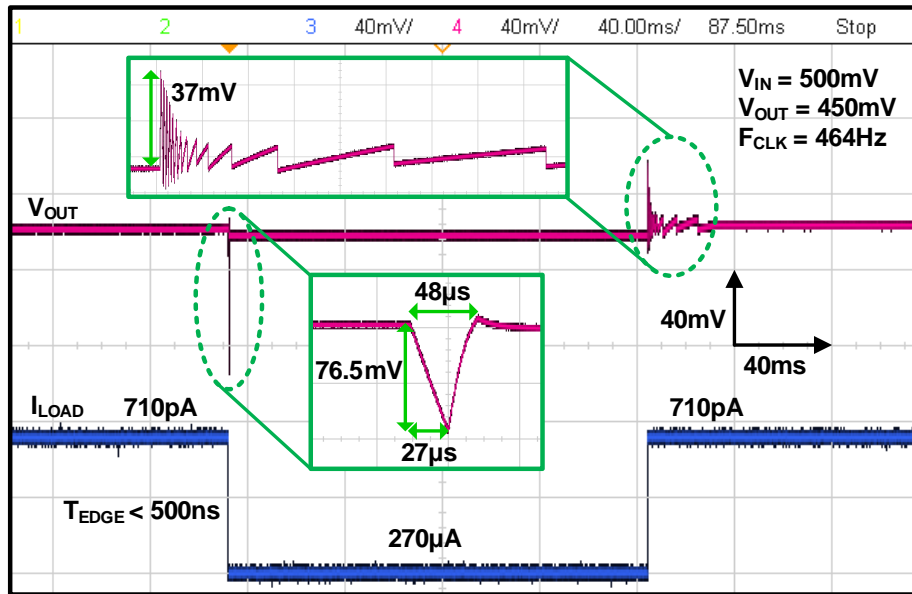 1 2 3 40mV/ 4 40mV/ 40.00ms/ 87.50ms Stop
37mV
V_IN = 500mV
V_OUT = 450mV
F_CLK = 464Hz
V_OUT
48µs
40mV
40ms
76.5mV
27µs
I_LOAD 710pA
710pA
T_EDGE < 500ns
270µA